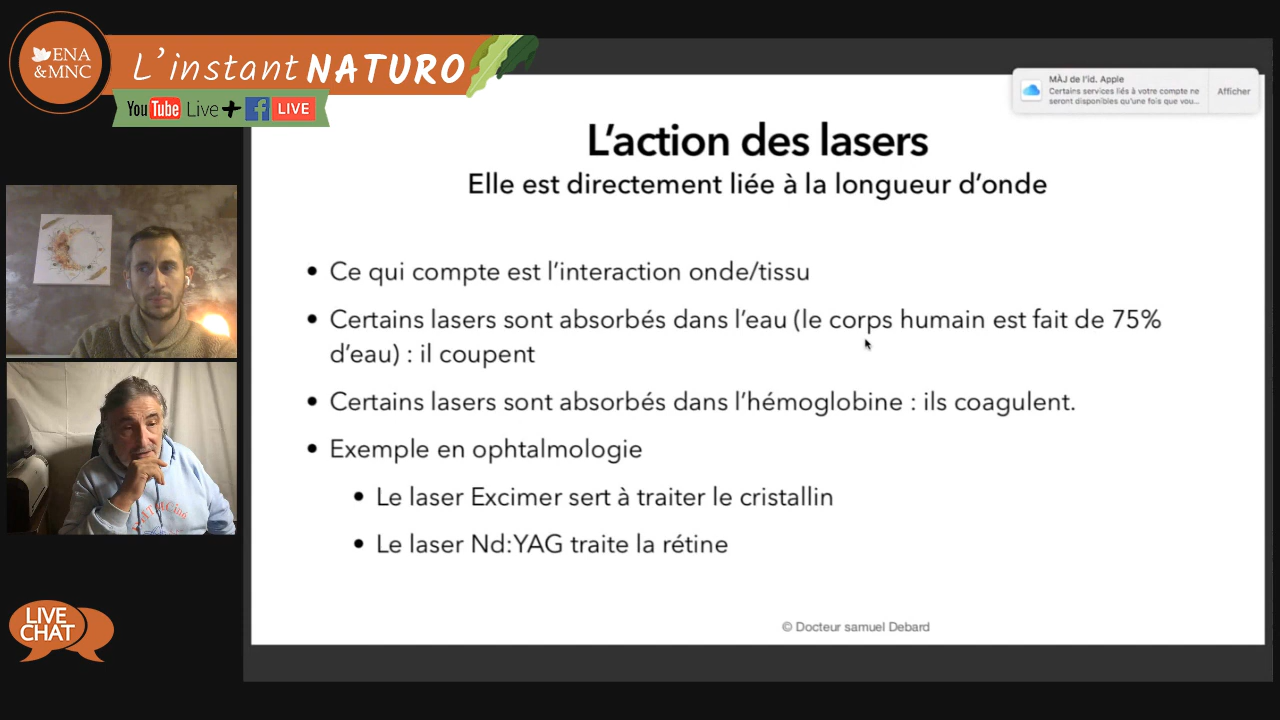 ENA
&MNC
L'instant NATURO
YouTube Live+ f LIVE
MÀJ de l'id. Apple
Certains services liés à votre compte ne
seront disponibles qu'une fois que vou...
Afficher
L'action des lasers
Elle est directement liée à la longueur d'onde
• Ce qui compte est l'interaction onde/tissu
• Certains lasers sont absorbés dans l'eau (le corps humain est fait de 75%
d'eau) : il coupent
• Certains lasers sont absorbés dans l'hémoglobine : ils coagulent.
• Exemple en ophtalmologie
• Le laser Excimer sert à traiter le cristallin
• Le laser Nd:YAG traite la rétine
© Docteur samuel Debard
LIVE
CHAT